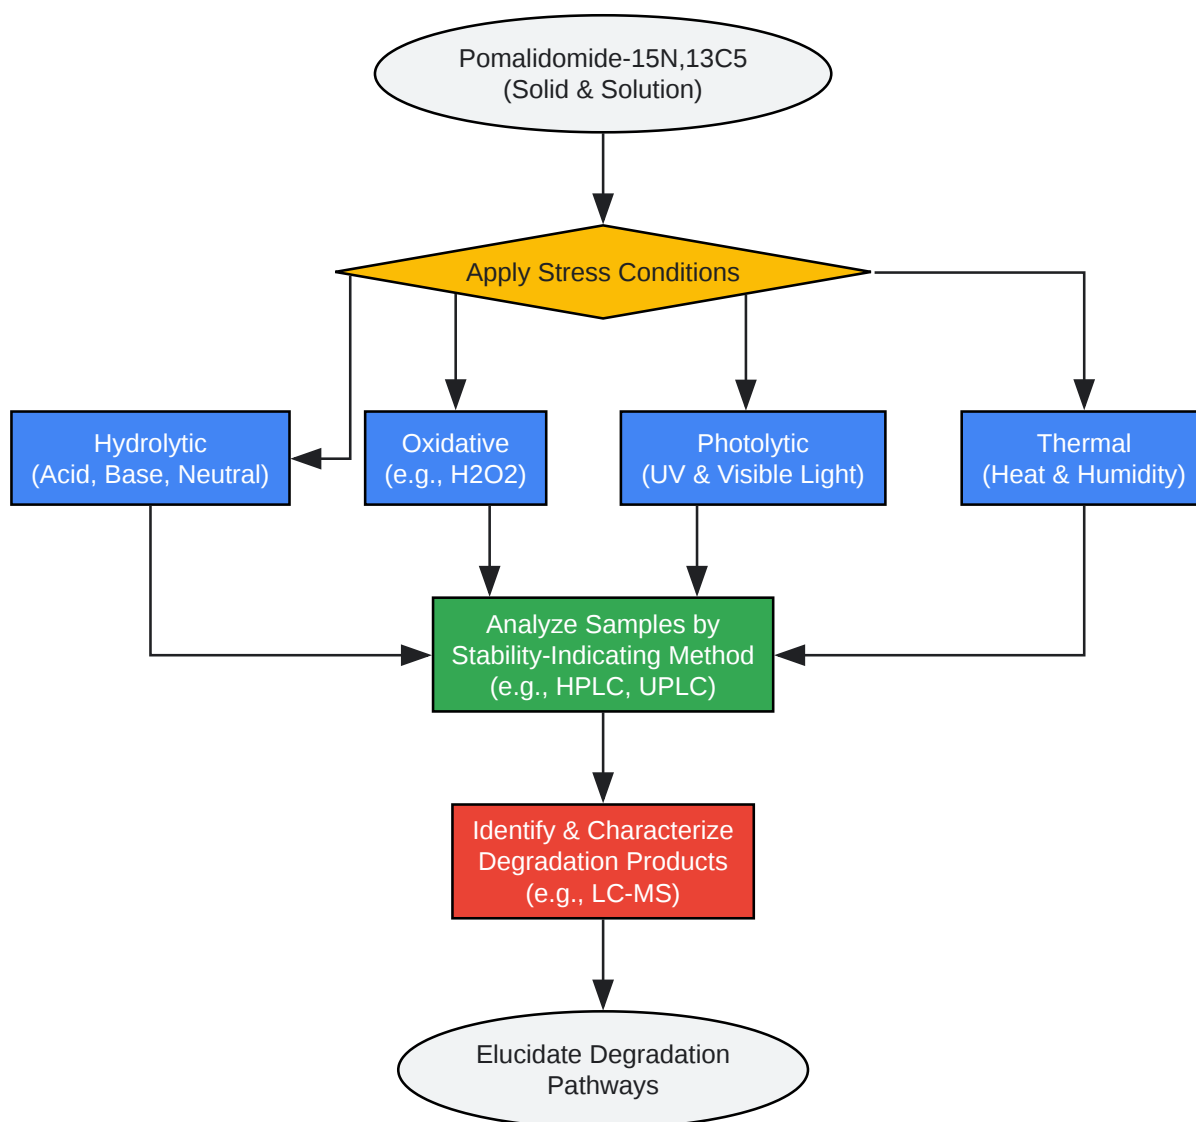 Pomalidomide-15N,13C5
(Solid & Solution)
Apply Stress Conditions
Hydrolytic
(Acid, Base, Neutral)
Oxidative
(e.g., H2O2)
Photolytic
(UV & Visible Light)
Thermal
(Heat & Humidity)
Analyze Samples by
Stability-Indicating Method
(e.g., HPLC, UPLC)
Identify & Characterize
Degradation Products
(e.g., LC-MS)
Elucidate Degradation
Pathways